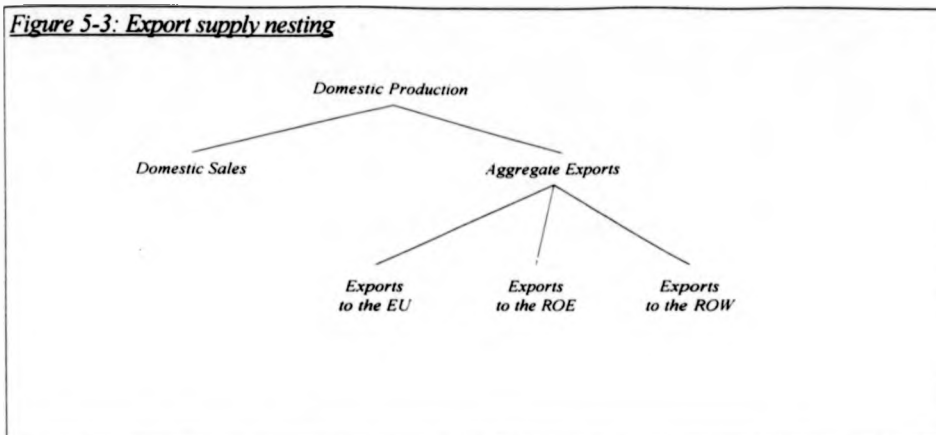 Figure 5-3: Export supply nesting
Domestic Production
Domestic Sales
Aggregate Exports
Exports
to the EU
Exports
to the ROE
Exports
to the ROW